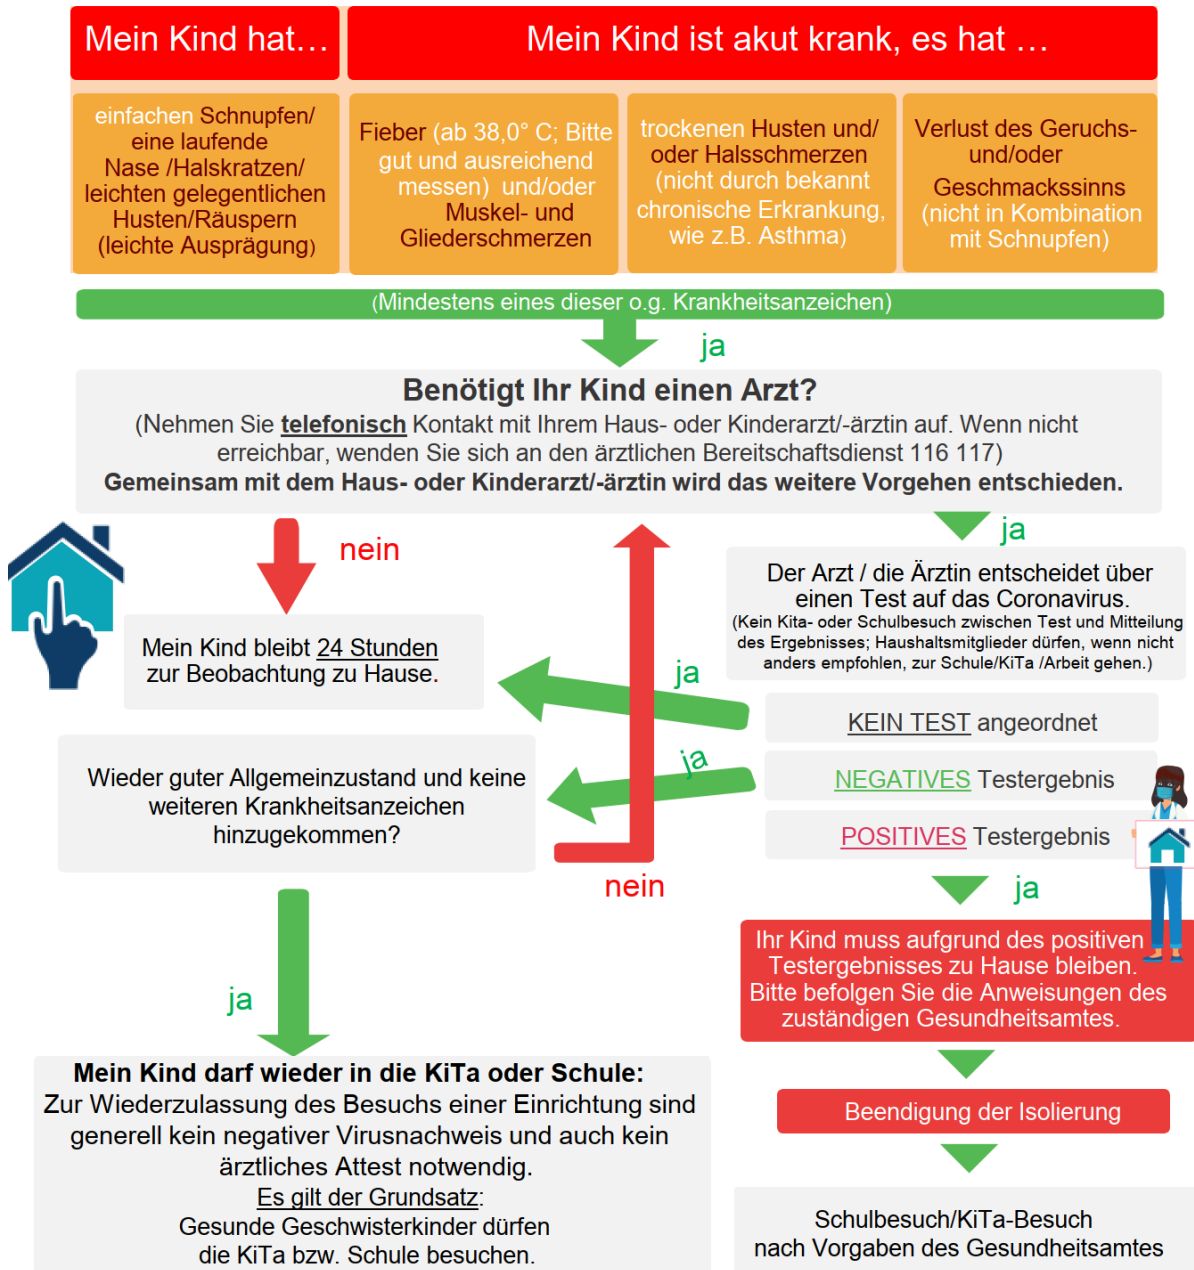 Mein Kind hat…
Mein Kind ist akut krank, es hat …
einfachen Schnupfen/
eine laufende
Nase /Halskratzen/
leichten gelegentlichen
Husten/Räuspern
(leichte Ausprägung)
Fieber (ab 38,0° C; Bitte
gut und ausreichend
messen) und/oder
Muskel- und
Gliederschmerzen
trockenen Husten und/
oder Halsschmerzen
(nicht durch bekannt
chronische Erkrankung,
wie z.B. Asthma)
Verlust des Geruchs-
und/oder
Geschmackssinns
(nicht in Kombination
mit Schnupfen)
(Mindestens eines dieser o.g. Krankheitsanzeichen)
ja
Benötigt Ihr Kind einen Arzt?
(Nehmen Sie telefonisch Kontakt mit Ihrem Haus- oder Kinderarzt/-ärztin auf. Wenn nicht
erreichbar, wenden Sie sich an den ärztlichen Bereitschaftsdienst 116 117)
Gemeinsam mit dem Haus- oder Kinderarzt/-ärztin wird das weitere Vorgehen entschieden.
nein
ja
Mein Kind bleibt 24 Stunden
zur Beobachtung zu Hause.
Der Arzt / die Ärztin entscheidet über
einen Test auf das Coronavirus.
(Kein Kita- oder Schulbesuch zwischen Test und Mitteilung
des Ergebnisses; Haushaltsmitglieder dürfen, wenn nicht
anders empfohlen, zur Schule/KiTa /Arbeit gehen.)
ja
KEIN TEST angeordnet
ja
NEGATIVES Testergebnis
POSITIVES Testergebnis
Wieder guter Allgemeinzustand und keine
weiteren Krankheitsanzeichen
hinzugekommen?
nein
ja
ja
Ihr Kind muss aufgrund des positiven
Testergebnisses zu Hause bleiben.
Bitte befolgen Sie die Anweisungen des
zuständigen Gesundheitsamtes.
Mein Kind darf wieder in die KiTa oder Schule:
Zur Wiederzulassung des Besuchs einer Einrichtung sind
generell kein negativer Virusnachweis und auch kein
ärztliches Attest notwendig.
Es gilt der Grundsatz:
Gesunde Geschwisterkinder dürfen
die KiTa bzw. Schule besuchen.
Beendigung der Isolierung
Schulbesuch/KiTa-Besuch
nach Vorgaben des Gesundheitsamtes